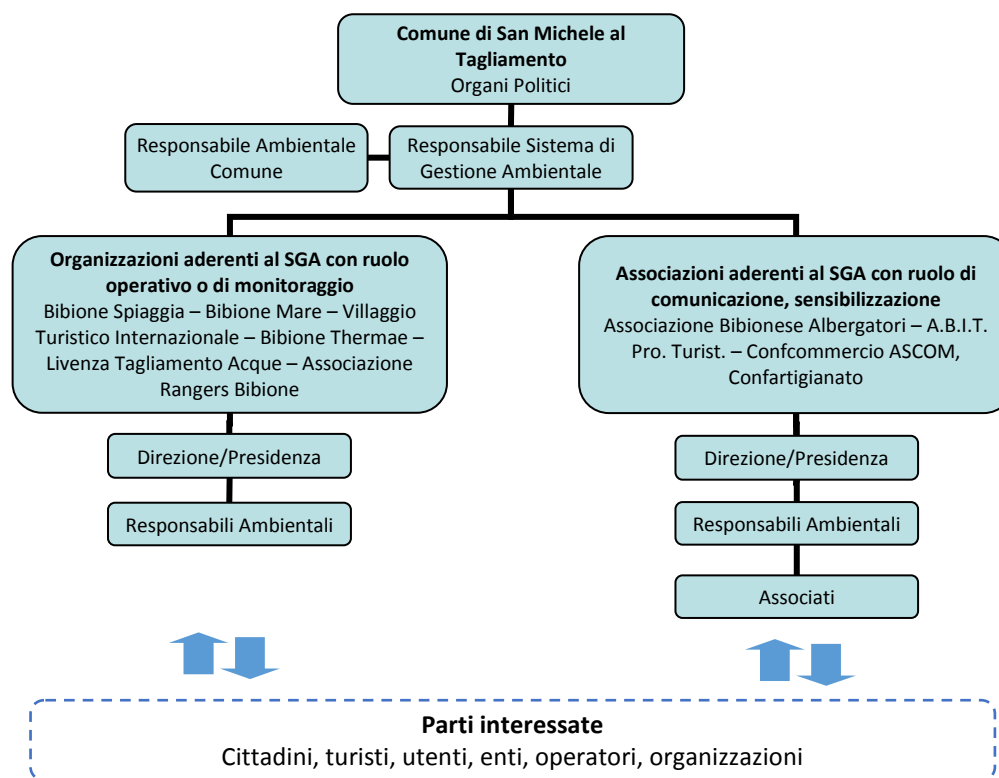 Comune di San Michele al
Tagliamento
Organi Politici
Responsabile Ambientale
Comune
Responsabile Sistema di
Gestione Ambientale
Organizzazioni aderenti al SGA con ruolo
operativo o di monitoraggio
Bibione Spiaggia – Bibione Mare – Villaggio
Turistico Internazionale – Bibione Thermae –
Livenza Tagliamento Acque – Associazione
Rangers Bibione
Direzione/Presidenza
Responsabili Ambientali
Associazioni aderenti al SGA con ruolo di
comunicazione, sensibilizzazione
Associazione Bibionese Albergatori – A.B.I.T.
Pro. Turist. – Confcommercio ASCOM,
Confartigianato
Direzione/Presidenza
Responsabili Ambientali
Associati
Parti interessate
Cittadini, turisti, utenti, enti, operatori, organizzazioni